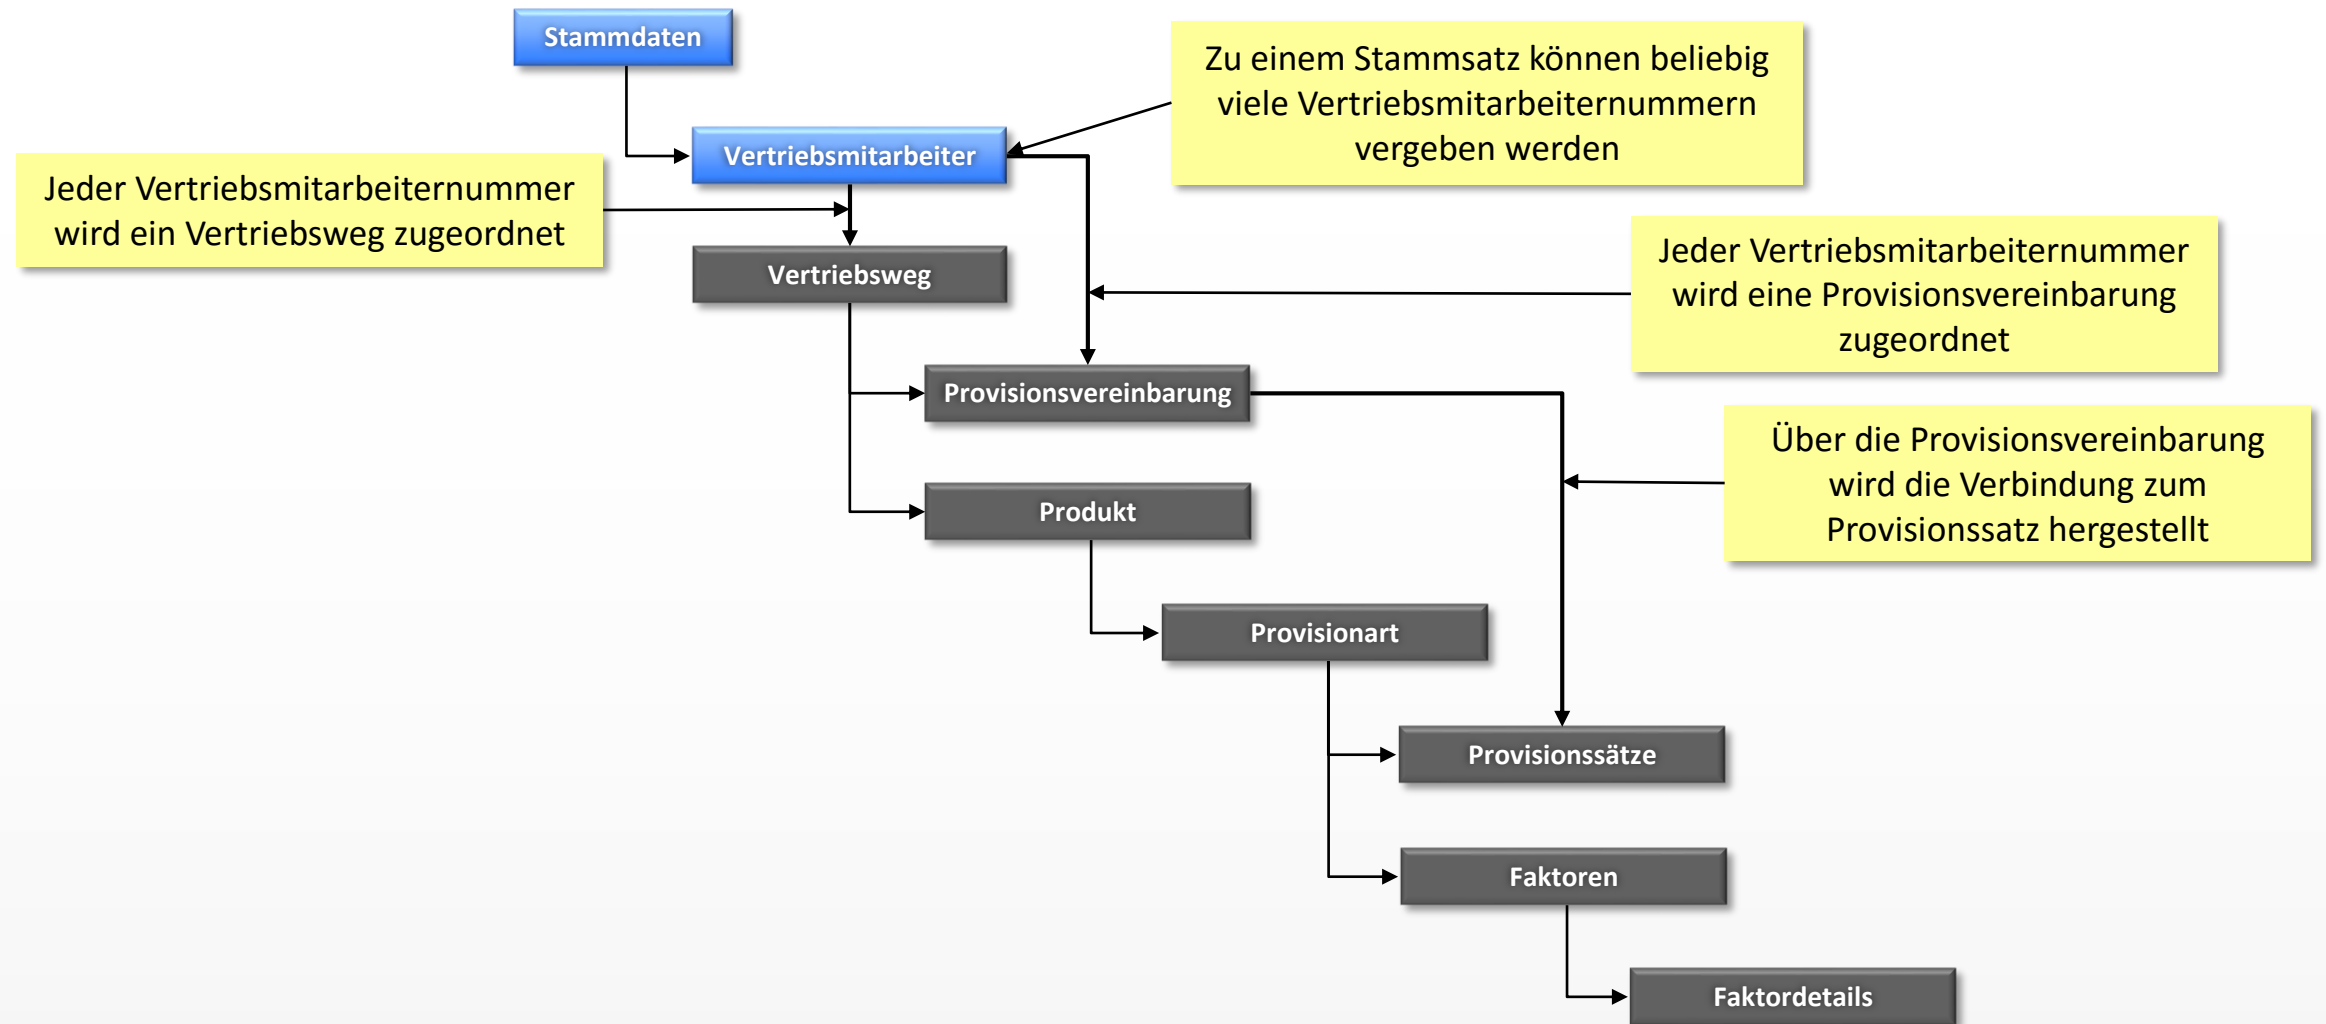 Stammdaten
Zu einem Stammsatz können beliebig
viele Vertriebsmitarbeiternummern
vergeben werden
Vertriebsmitarbeiter
Jeder Vertriebsmitarbeiternummer
wird ein Vertriebsweg zugeordnet
Vertriebsweg
Jeder Vertriebsmitarbeiternummer
wird eine Provisionsvereinbarung
zugeordnet
Provisionsvereinbarung
Über die Provisionsvereinbarung
wird die Verbindung zum
Provisionssatz hergestellt
Produkt
Provisionart
Provisionssätze
Faktoren
Faktordetails